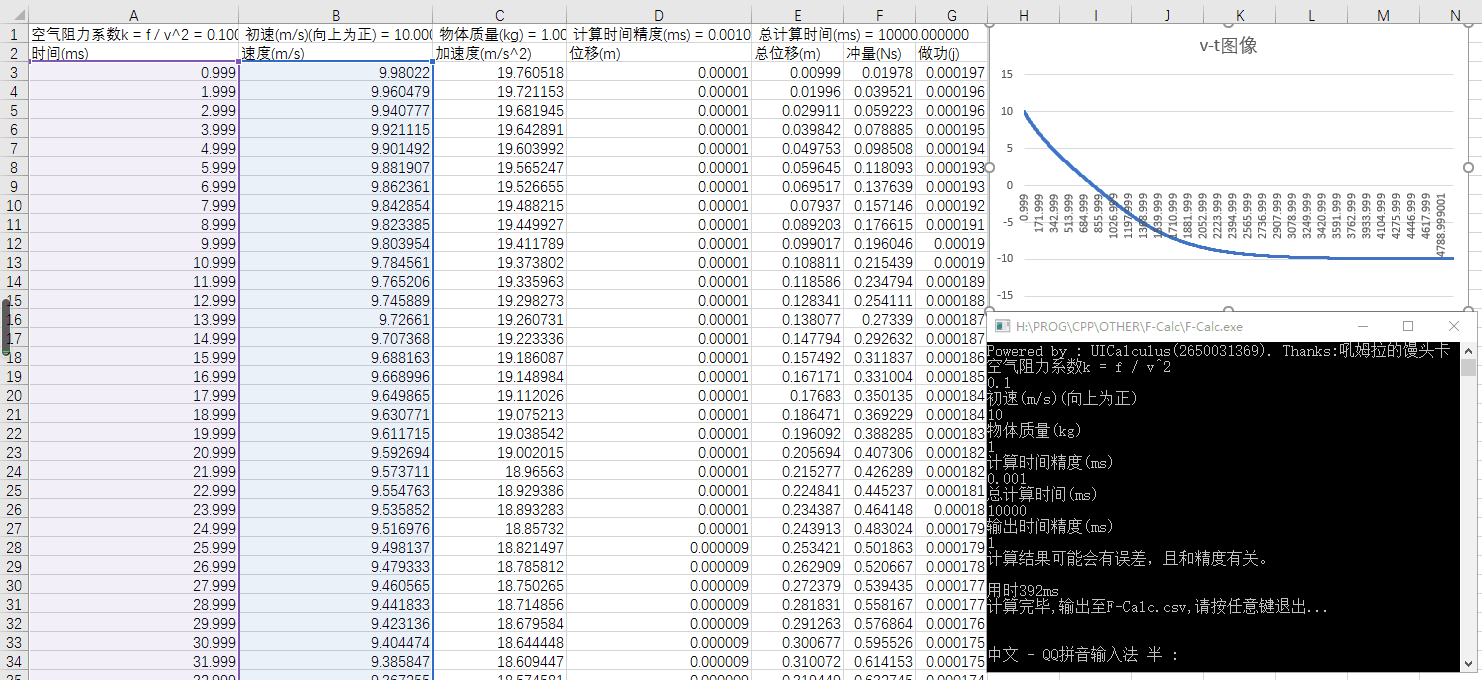 A B C D E F G H I J K L M N
1 空气阻力系数k = f / v^2 = 0.100 初速(m/s)(向上为正) = 10.000 物体质量(kg) = 1.00 计算时间精度(ms) = 0.0010 总计算时间(ms) = 10000.000000
2 时间(ms) 速度(m/s) 加速度(m/s^2) 位移(m) 总位移(m) 冲量(Ns) 做功(j)
3 0.999 9.98022 19.760518 0.00001 0.00999 0.01978 0.000197
4 1.999 9.960479 19.721153 0.00001 0.01996 0.039521 0.000196
5 2.999 9.940777 19.681945 0.00001 0.029911 0.059223 0.000196
6 3.999 9.921115 19.642891 0.00001 0.039842 0.078885 0.000195
7 4.999 9.901492 19.603992 0.00001 0.049753 0.098508 0.000194
8 5.999 9.881907 19.565247 0.00001 0.059645 0.118093 0.000193
9 6.999 9.862361 19.526655 0.00001 0.069517 0.137639 0.000193
10 7.999 9.842854 19.488215 0.00001 0.07937 0.157146 0.000192
11 8.999 9.823385 19.449927 0.00001 0.089203 0.176615 0.000191
12 9.999 9.803954 19.411789 0.00001 0.099017 0.196046 0.00019
13 10.999 9.784561 19.373802 0.00001 0.108811 0.215439 0.00019
14 11.999 9.765206 19.335963 0.00001 0.118586 0.234794 0.000189
15 12.999 9.745889 19.298273 0.00001 0.128341 0.254111 0.000188
16 13.999 9.72661 19.260731 0.00001 0.138077 0.27339 0.000187
17 14.999 9.707368 19.223336 0.00001 0.147794 0.292632 0.000187
18 15.999 9.688163 19.186087 0.00001 0.157492 0.311837 0.000186
19 16.999 9.668996 19.148984 0.00001 0.167171 0.331004 0.000185
20 17.999 9.649865 19.112026 0.00001 0.17683 0.350135 0.000184
21 18.999 9.630771 19.075213 0.00001 0.186471 0.369229 0.000184
22 19.999 9.611715 19.038542 0.00001 0.196092 0.388285 0.000183
23 20.999 9.592694 19.002015 0.00001 0.205694 0.407306 0.000182
24 21.999 9.573711 18.96563 0.00001 0.215277 0.426289 0.000182
25 22.999 9.554763 18.929386 0.00001 0.224841 0.445237 0.000181
26 23.999 9.535852 18.893283 0.00001 0.234387 0.464148 0.00018
27 24.999 9.516976 18.85732 0.00001 0.243913 0.483024 0.000179
28 25.999 9.498137 18.821497 0.000009 0.253421 0.501863 0.000179
29 26.999 9.479333 18.785812 0.000009 0.262909 0.520667 0.000178
30 27.999 9.460565 18.750265 0.000009 0.272379 0.539435 0.000177
31 28.999 9.441833 18.714856 0.000009 0.281831 0.558167 0.000177
32 29.999 9.423136 18.679584 0.000009 0.291263 0.576864 0.000176
33 30.999 9.404474 18.644448 0.000009 0.300677 0.595526 0.000175
34 31.999 9.385847 18.609447 0.000009 0.310072 0.614153 0.000175
v-t图像
15
10
5
0
-5
-10
-15
0.999 171.999 342.999 513.999 684.999 855.999 1026.999 1197.999 1368.999 1539.999 1710.999 1881.999 2052.999 2223.999 2394.999 2565.999 2736.999 2907.999 3078.999 3249.999 3420.999 3591.999 3762.999 3933.999 4104.999 4275.999 4446.999 4617.999 4788.999001
H:\PROG\CPP\OTHER\F-Calc\F-Calc.exe
Powered by : UICalculus(2650031369). Thanks:吼姆拉的馒头卡
空气阻力系数k = f / v^2
0.1
初速(m/s)(向上为正)
10
物体质量(kg)
1
计算时间精度(ms)
0.001
总计算时间(ms)
10000
输出时间精度(ms)
1
计算结果可能会有误差，且和精度有关。
用时392ms
计算完毕,输出至F-Calc.csv,请按任意键退出...
中文 - QQ拼音输入法 半 :